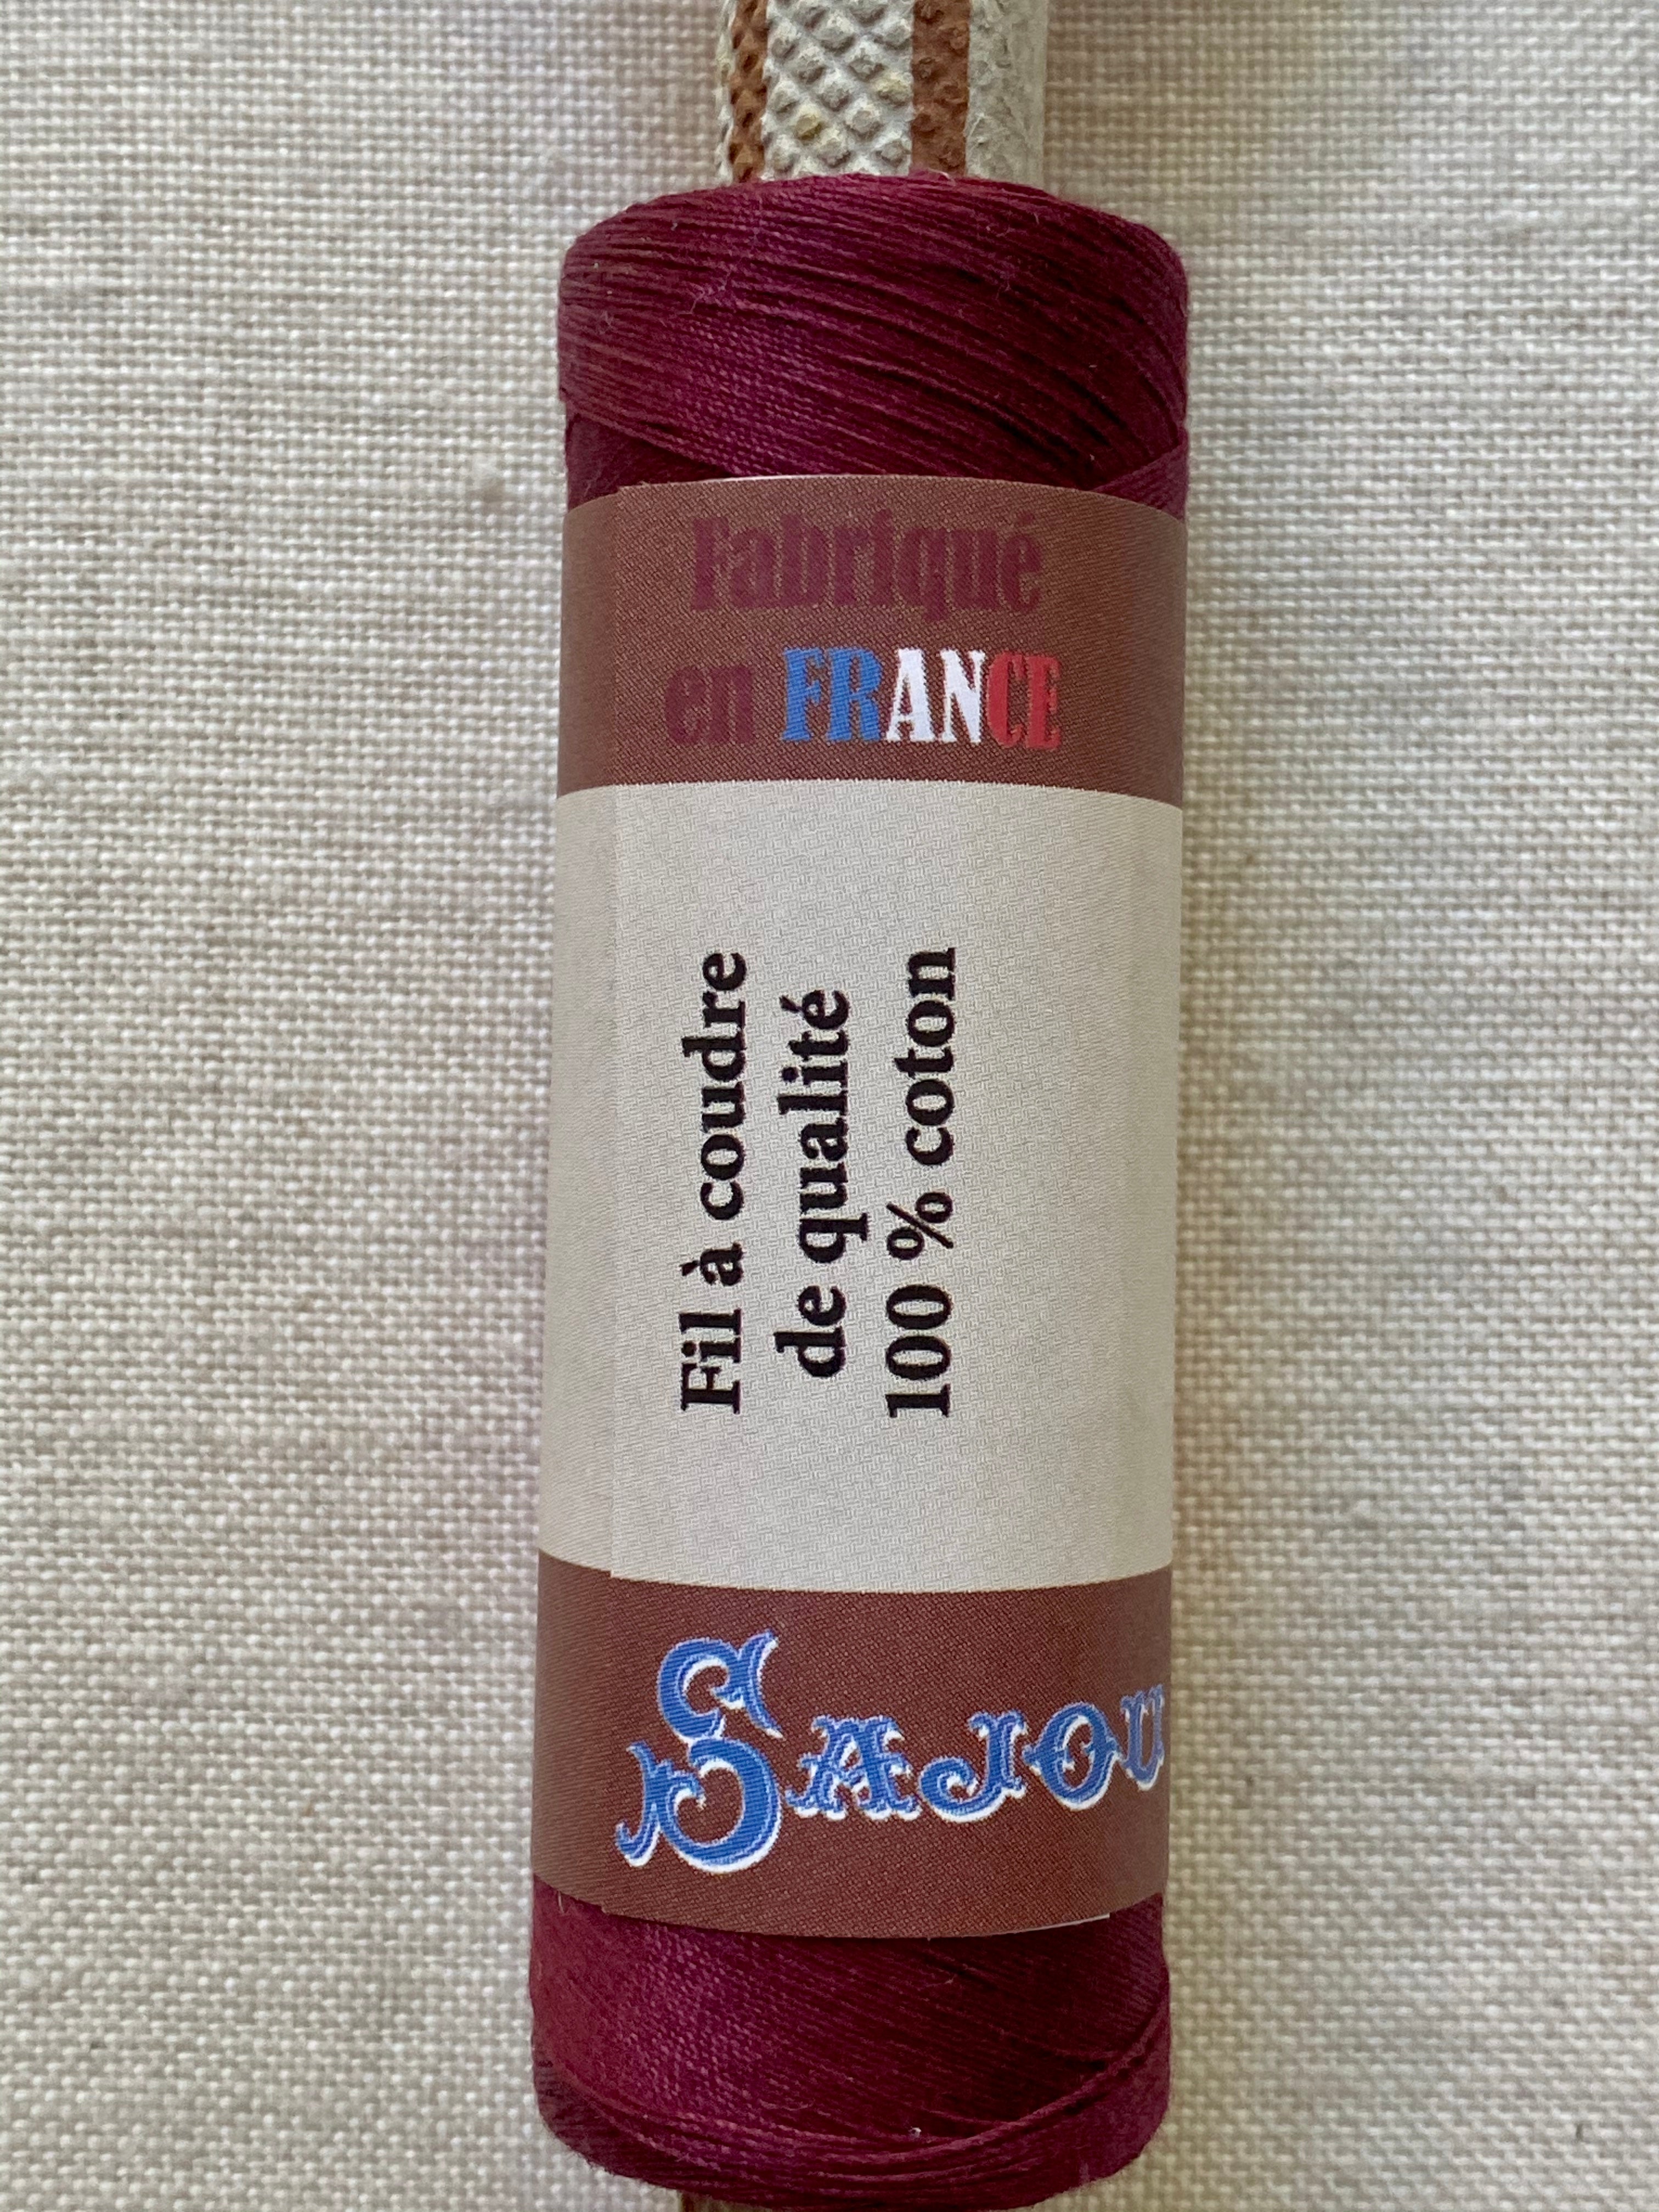 Fabriqué
en FRANCE
Fil à coudre
de qualité
100 % coton
SAJOU